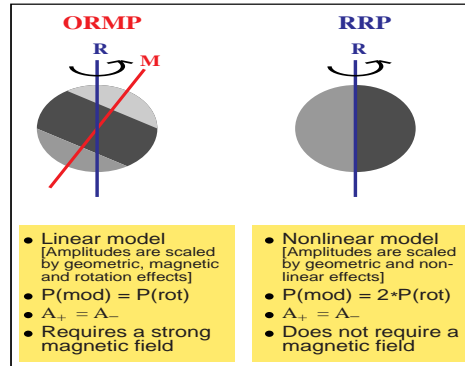 ORMP
R
M
• Linear model
[Amplitudes are scaled
by geometric, magnetic
and rotation effects]
• P(mod) = P(rot)
• A₊ = A₋
• Requires a strong
magnetic field
RRP
R
• Nonlinear model
[Amplitudes are scaled
by geometric and non-
linear effects]
• P(mod) = 2*P(rot)
• A₊ = A₋
• Does not require a
magnetic field